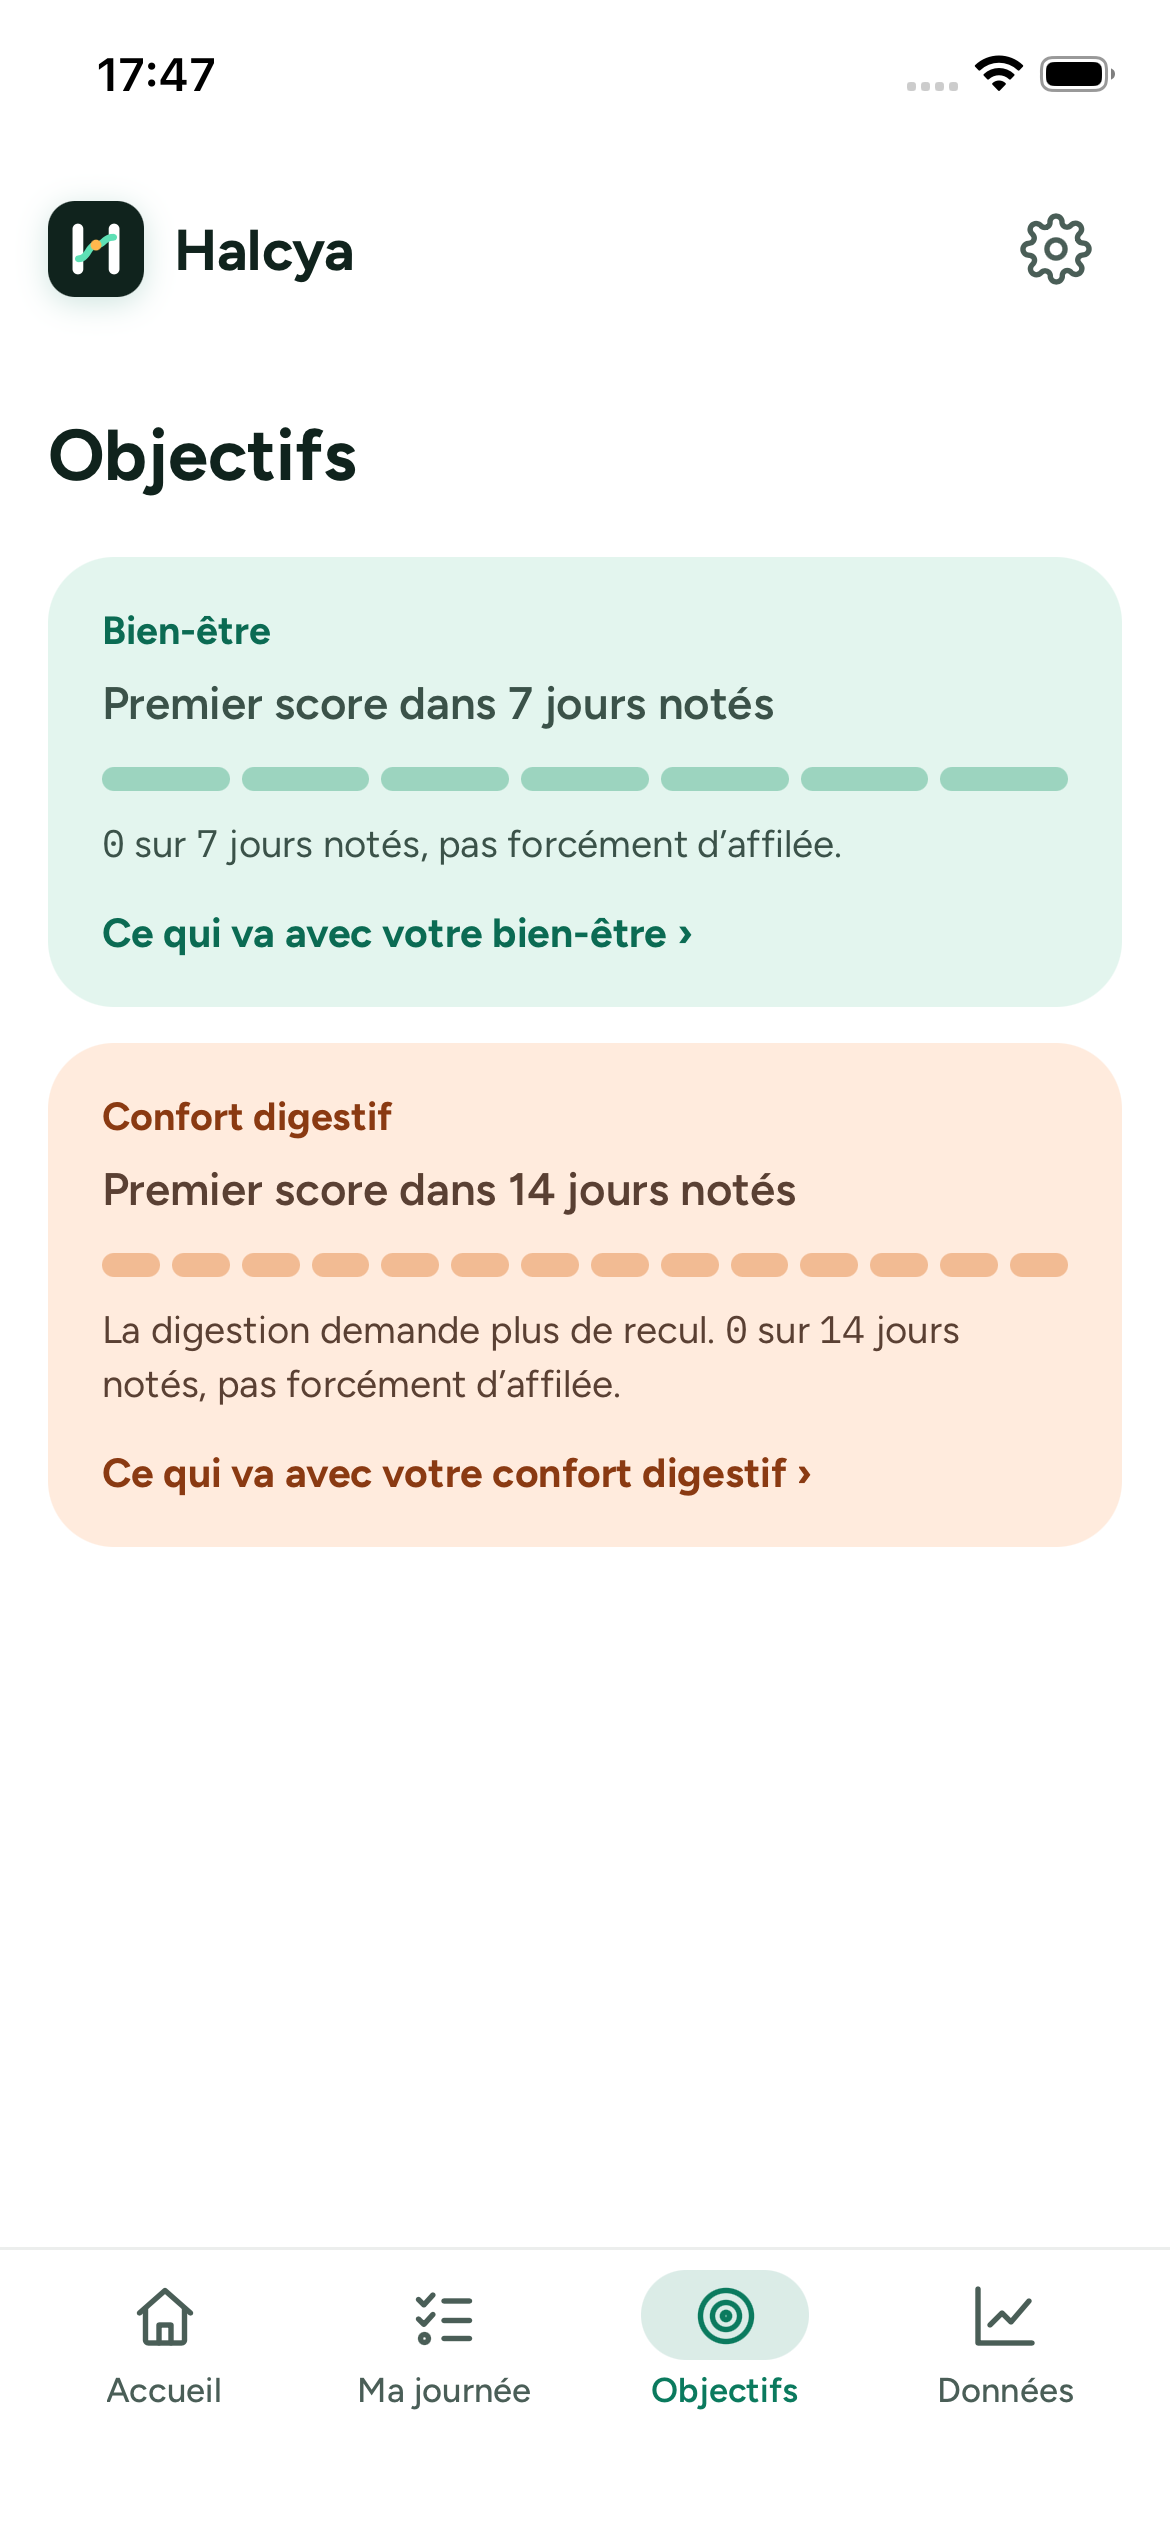 17:47
Halcya
Objectifs
Bien-être
Premier score dans 7 jours notés
0 sur 7 jours notés, pas forcément d’affilée.
Ce qui va avec votre bien-être ›
Confort digestif
Premier score dans 14 jours notés
La digestion demande plus de recul. 0 sur 14 jours
notés, pas forcément d’affilée.
Ce qui va avec votre confort digestif ›
Accueil
Ma journée
Objectifs
Données